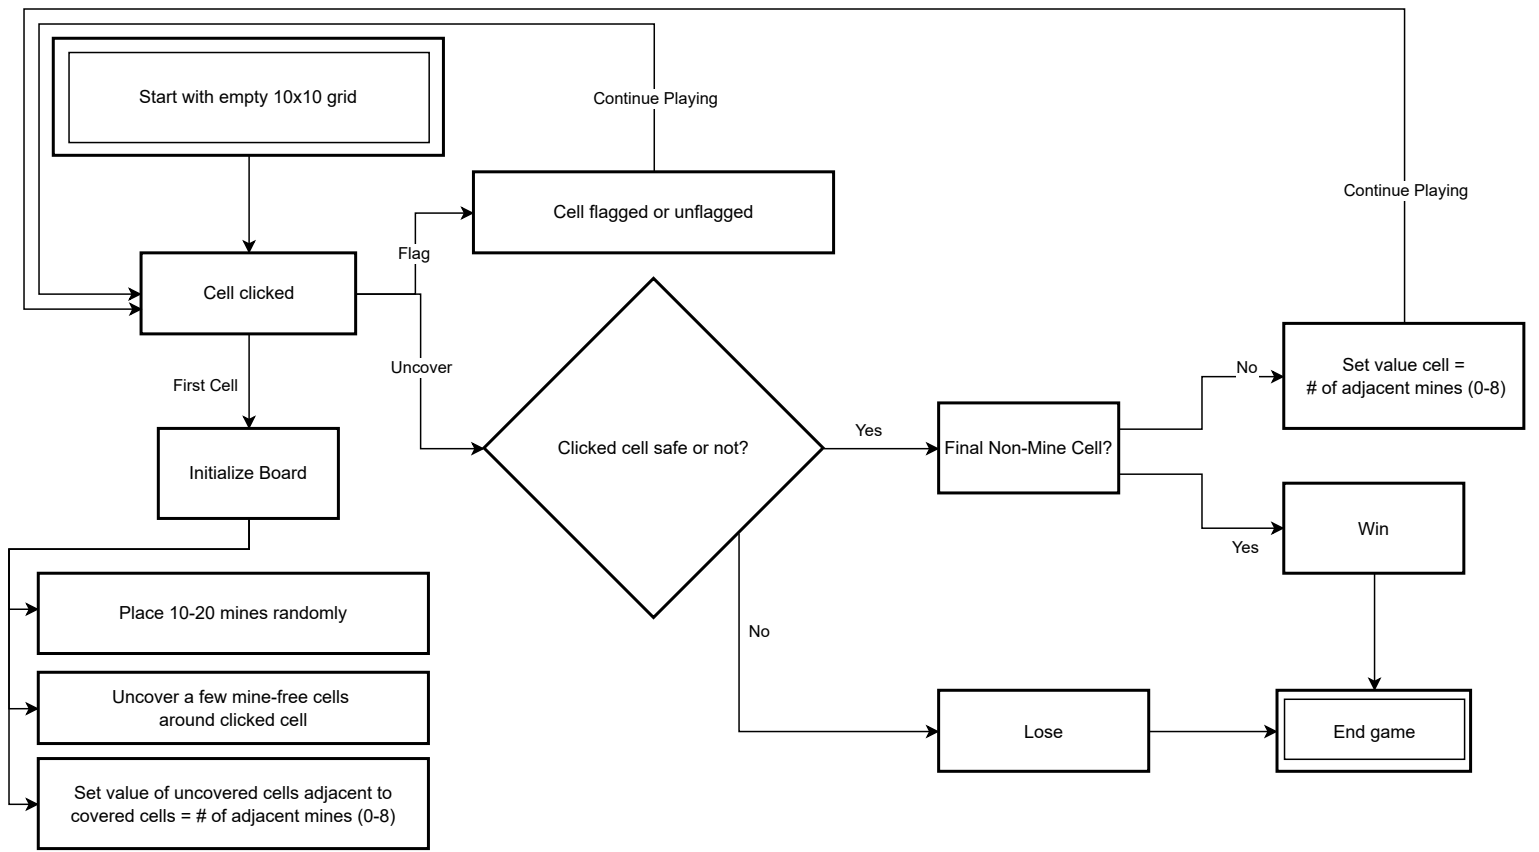 Start with empty 10x10 grid
Continue Playing
Continue Playing
Cell flagged or unflagged
Flag
Cell clicked
Uncover
First Cell
Initialize Board
Clicked cell safe or not?
Yes
Final Non-Mine Cell?
No
Set value cell =
# of adjacent mines (0-8)
Yes
Win
No
Lose
End game
Place 10-20 mines randomly
Uncover a few mine-free cells
around clicked cell
Set value of uncovered cells adjacent to
covered cells = # of adjacent mines (0-8)